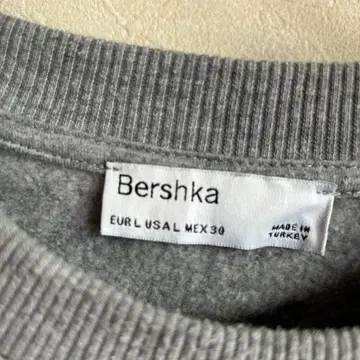 Bershka
EUR L USA L MEX 30
MADE IN
TURKEY